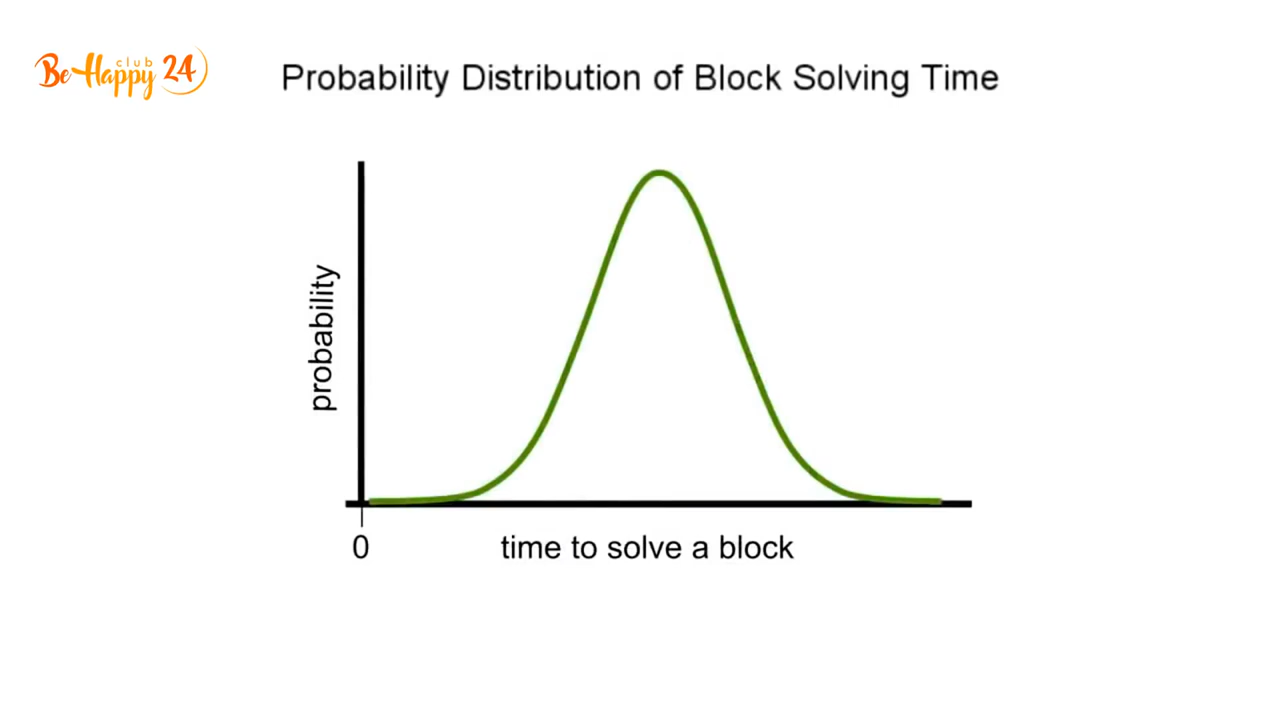 club
Be Happy 24
Probability Distribution of Block Solving Time
probability
0
time to solve a block